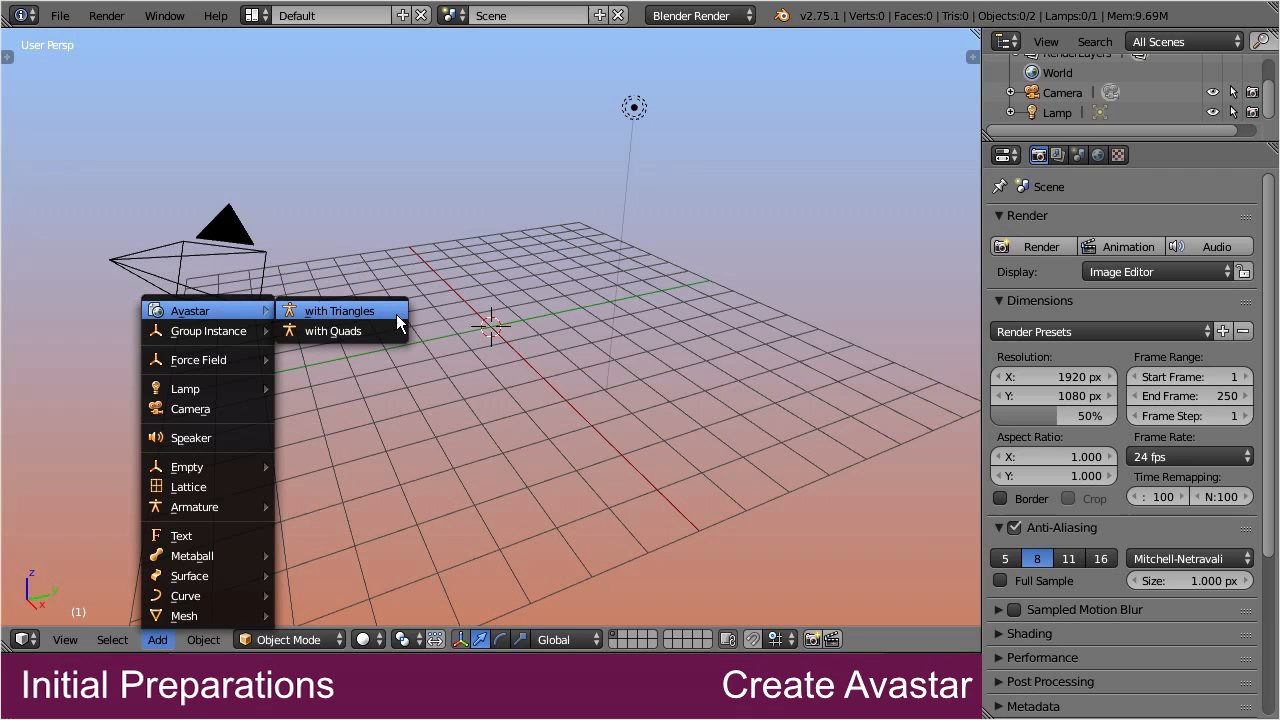 File Render Window Help Default Scene Blender Render v2.75.1 | Verts:0 | Faces:0 | Tris:0 | Objects:0/2 | Lamps:0/1 | Mem:9.69M
User Persp
View Search All Scenes
RenderLayers
World
Camera
Lamp
Scene
Render
Render Animation Audio
Display: Image Editor
Dimensions
Render Presets
Resolution: Frame Range:
X: 1920 px Start Frame: 1
Y: 1080 px End Frame: 250
50% Frame Step: 1
Aspect Ratio: Frame Rate:
X: 1.000 24 fps
Y: 1.000 Time Remapping:
Border Crop : 100 N:100
Anti-Aliasing
5 8 11 16 Mitchell-Netravali
Full Sample Size: 1.000 px
Sampled Motion Blur
Shading
Performance
Post Processing
Metadata
Avastar with Triangles
Group Instance with Quads
Force Field
Lamp
Camera
Speaker
Empty
Lattice
Armature
Text
Metaball
Surface
Curve
Mesh
z
y
x
(1)
View Select Add Object Object Mode Global
Initial Preparations Create Avastar